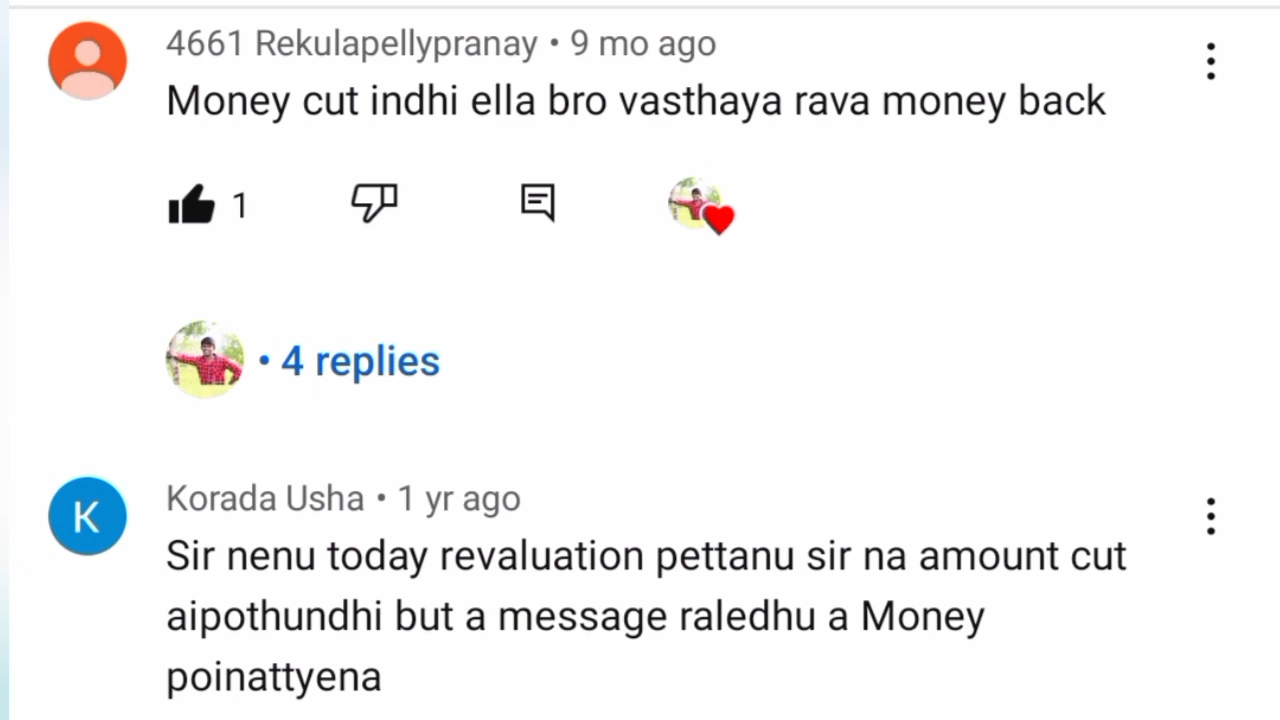 4661 Rekulapellypranay • 9 mo ago
Money cut indhi ella bro vasthaya rava money back
1
• 4 replies
K
Korada Usha • 1 yr ago
Sir nenu today revaluation pettanu sir na amount cut
aipothundhi but a message raledhu a Money
poinattyena